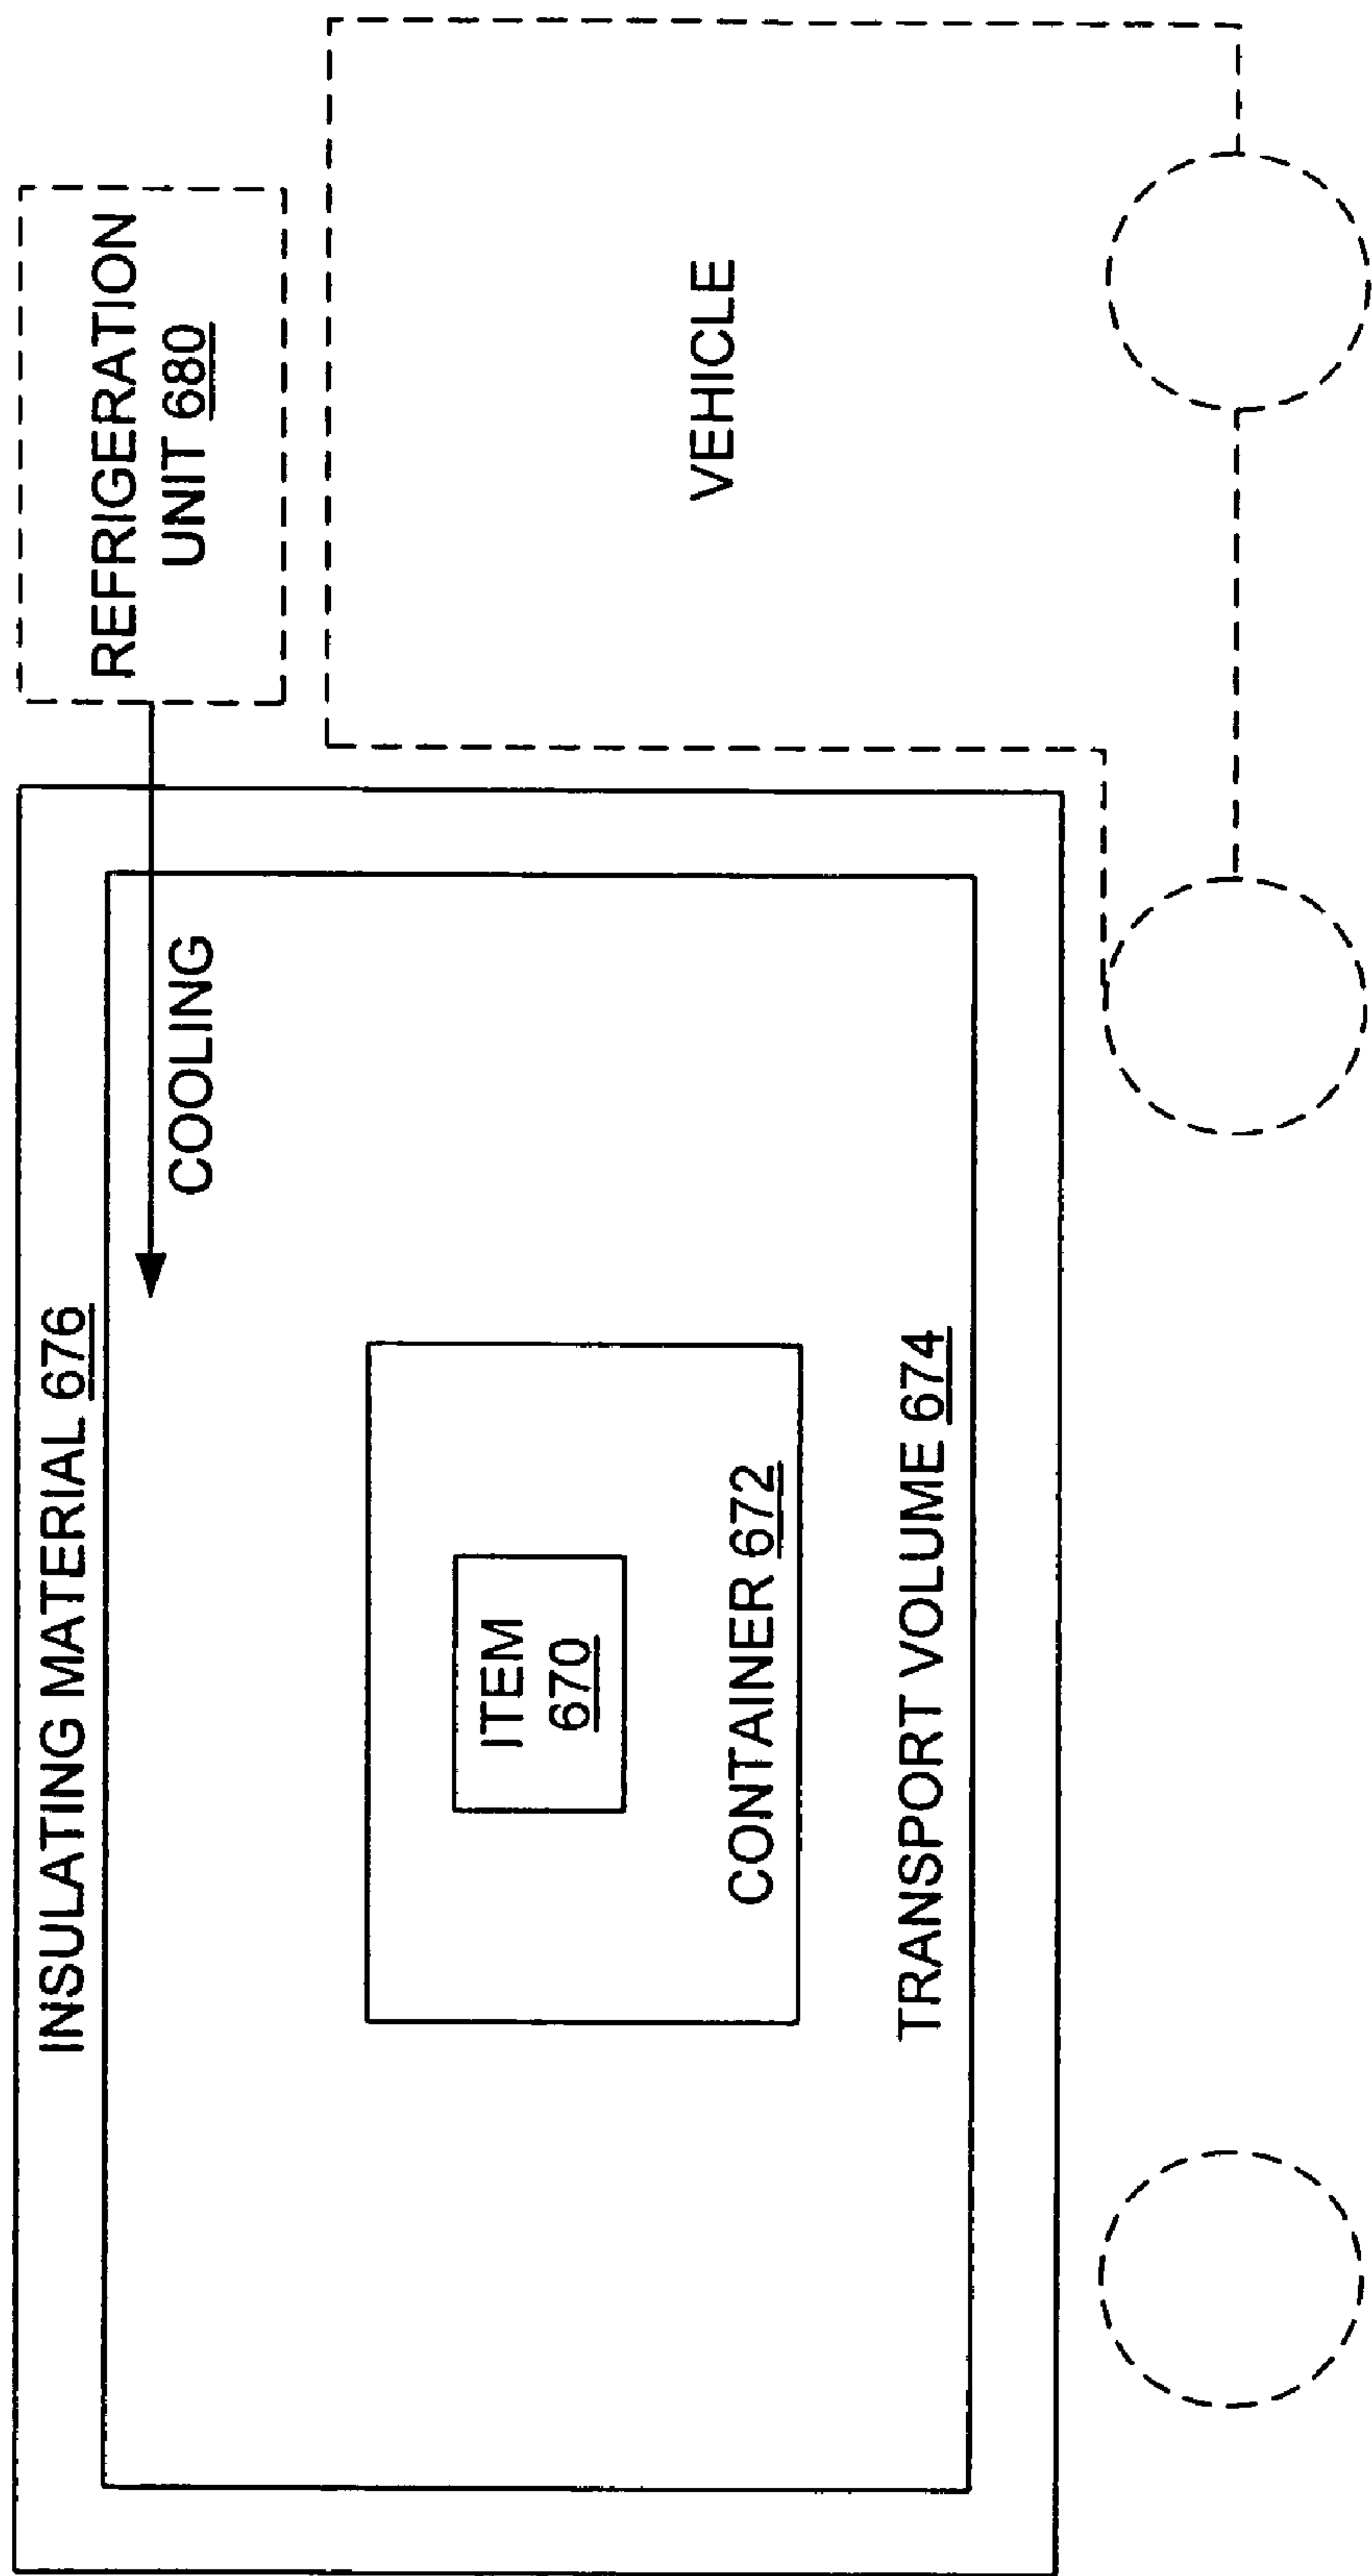 INSULATING MATERIAL 676
REFRIGERATION
UNIT 680
COOLING
ITEM
670
CONTAINER 672
TRANSPORT VOLUME 674
VEHICLE